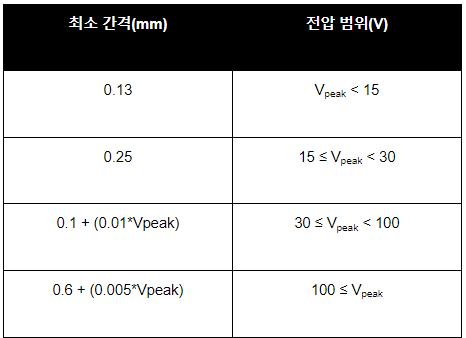 최소 간격(mm) 전압 범위(V)
0.13 Vpeak < 15
0.25 15 ≤ Vpeak < 30
0.1 + (0.01*Vpeak) 30 ≤ Vpeak < 100
0.6 + (0.005*Vpeak) 100 ≤ Vpeak